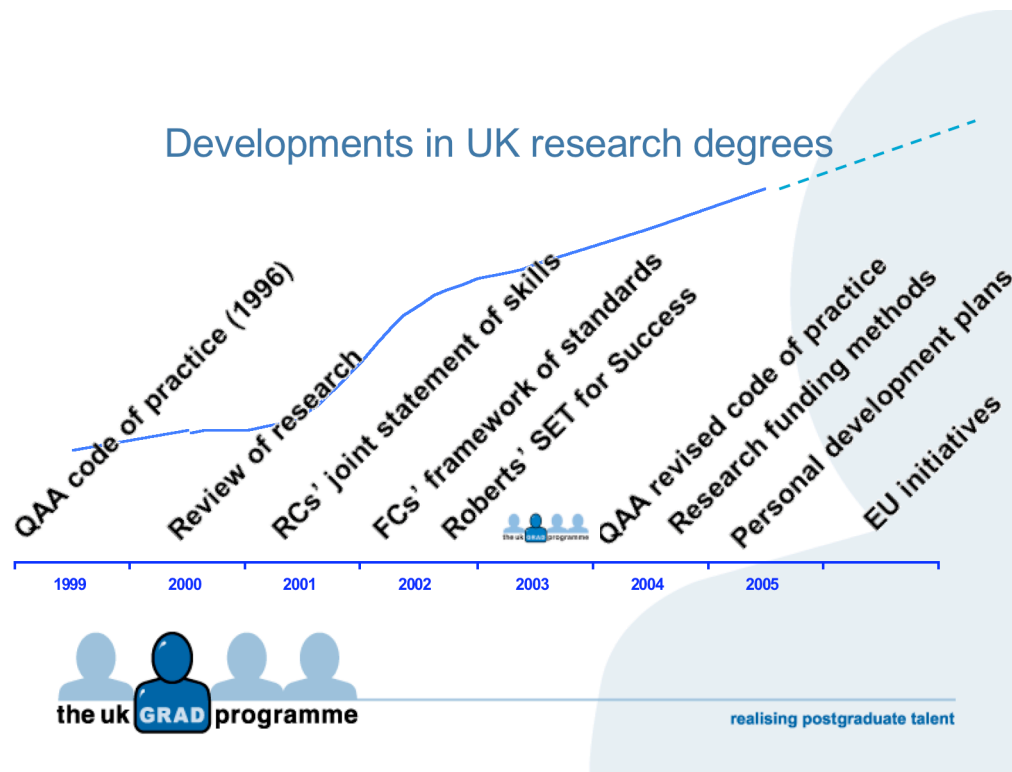 Developments in UK research degrees
QAA code of practice (1996)
Review of research
RCs' joint statement of skills
FCs' framework of standards
Roberts' SET for Success
the uk GRAD programme
QAA revised code of practice
Research funding methods
Personal development plans
EU initiatives
1999 2000 2001 2002 2003 2004 2005
the uk GRAD programme
realising postgraduate talent